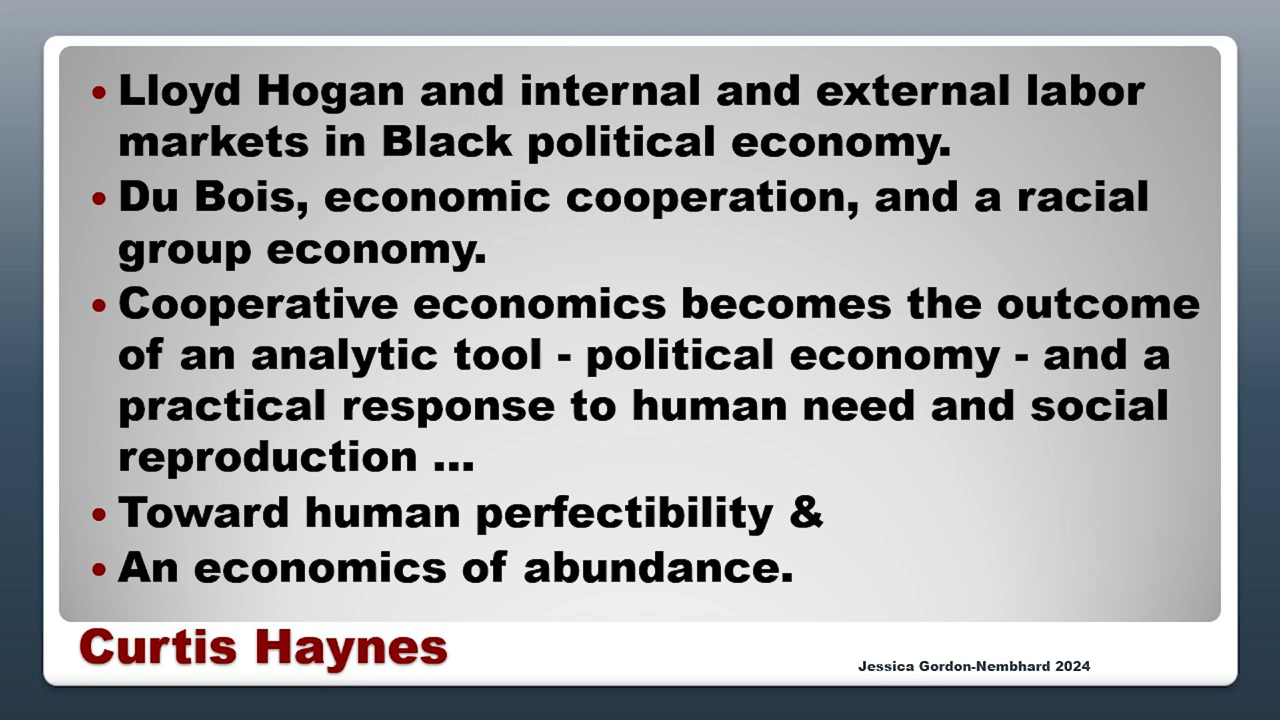 • Lloyd Hogan and internal and external labor
markets in Black political economy.
• Du Bois, economic cooperation, and a racial
group economy.
• Cooperative economics becomes the outcome
of an analytic tool - political economy - and a
practical response to human need and social
reproduction ...
• Toward human perfectibility &
• An economics of abundance.
Curtis Haynes
Jessica Gordon-Nembhard 2024